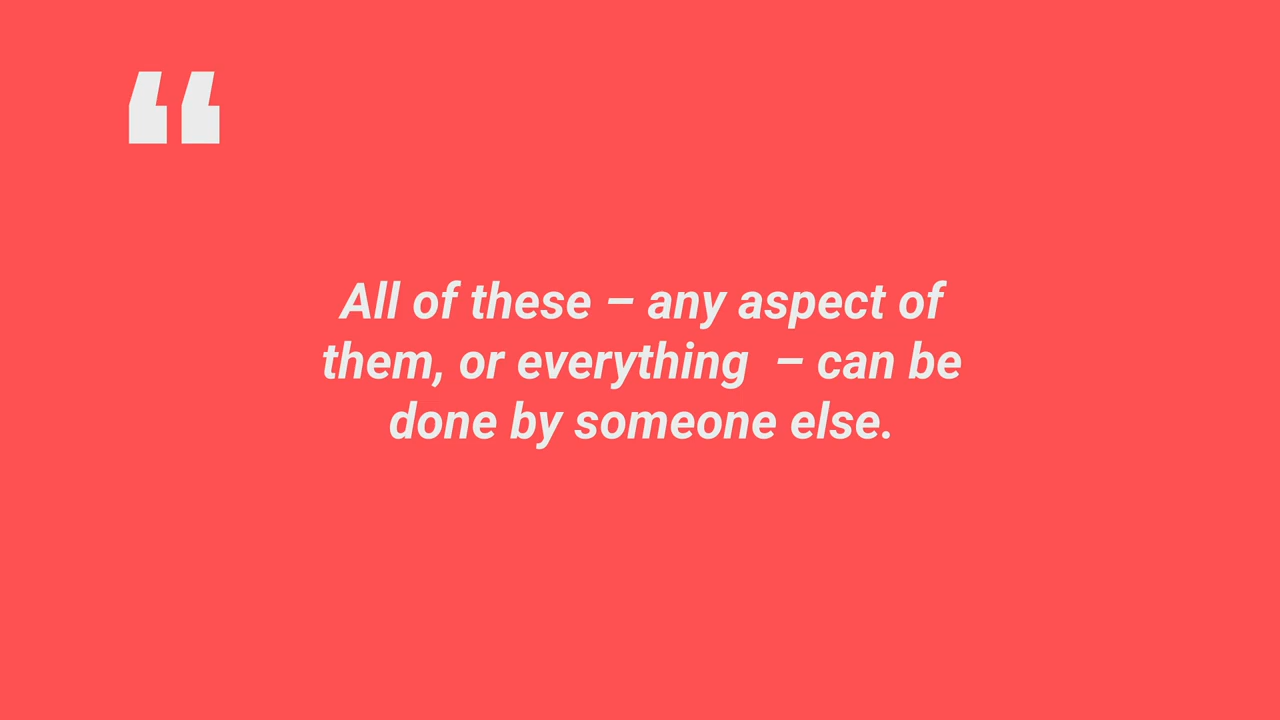 “
All of these – any aspect of
them, or everything  – can be
done by someone else.